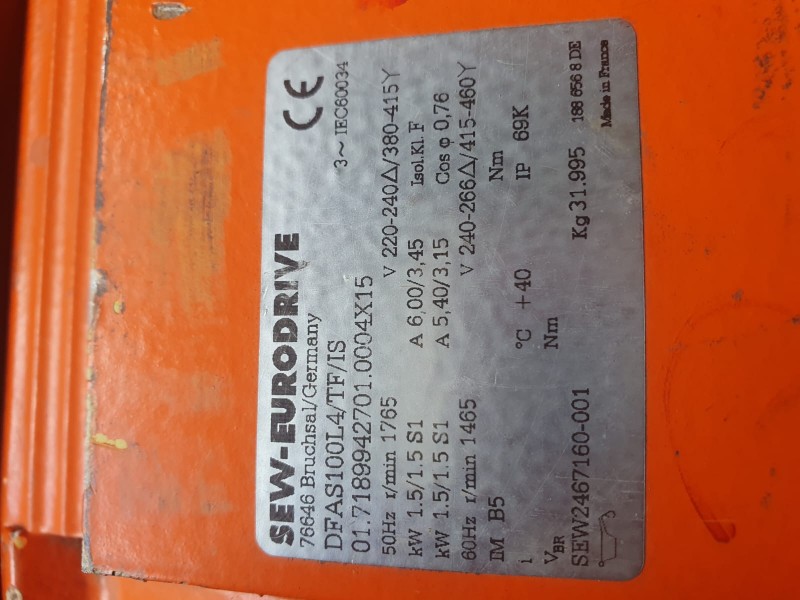 SEW-EURODRIVE CE
76646 Bruchsal/Germany
DFAS100L4/TF/IS 3~IEC60034
01.7189942701.0004X15
50Hz r/min 1765 V 220-240Δ/380-415Y
kW 1.5/1.5 S1 A 6,00/3,45 Isol.Kl. F
kW 1.5/1.5 S1 A 5,40/3,15 Cos φ 0,76
60Hz r/min 1465 V 240-266Δ/415-460Y
IM B5 Nm
i °C +40 IP 69K
VBR Nm
SEW2467160-001 Kg 31.995 188 656 8 DE
Made in France